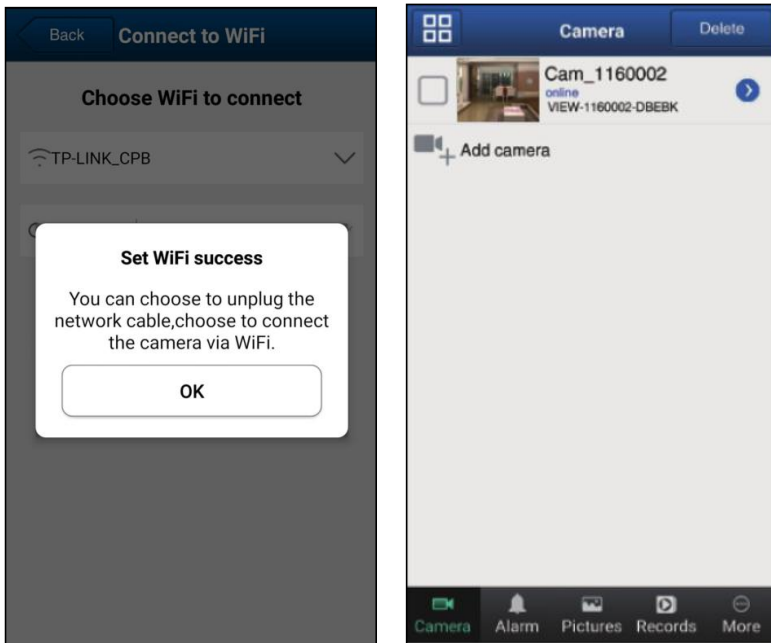 Back
Connect to WiFi
Choose WiFi to connect
TP-LINK_CPB
Set WiFi success
You can choose to unplug the
network cable,choose to connect
the camera via WiFi.
OK
Camera
Delete
Cam_1160002
online
VIEW-1160002-DBEBK
Add camera
Camera
Alarm
Pictures
Records
More